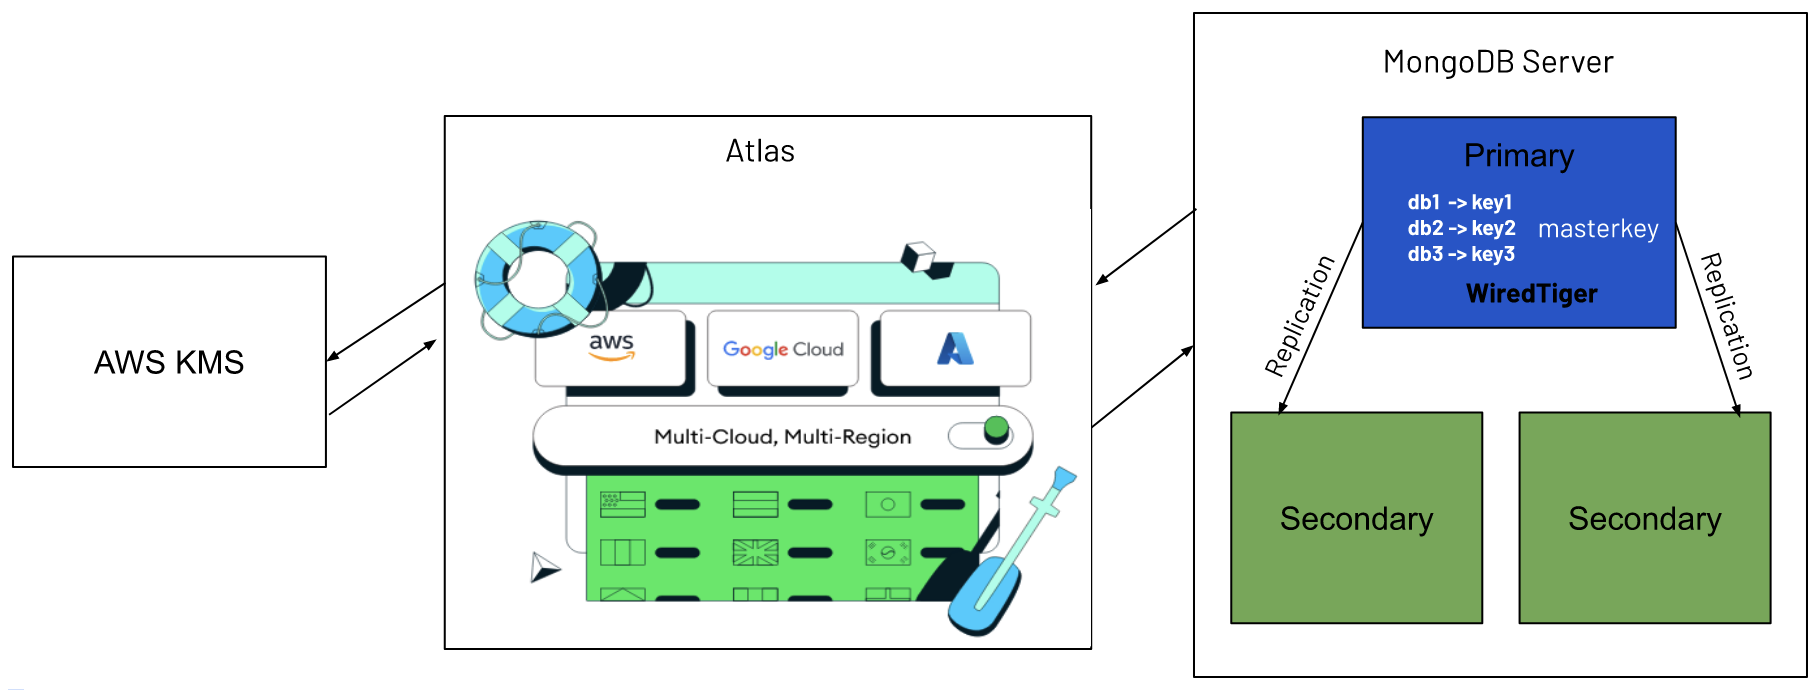 AWS KMS
Atlas
aws
Google Cloud
Multi-Cloud, Multi-Region
MongoDB Server
Primary
db1 -> key1
db2 -> key2 masterkey
db3 -> key3
WiredTiger
Replication
Replication
Secondary
Secondary